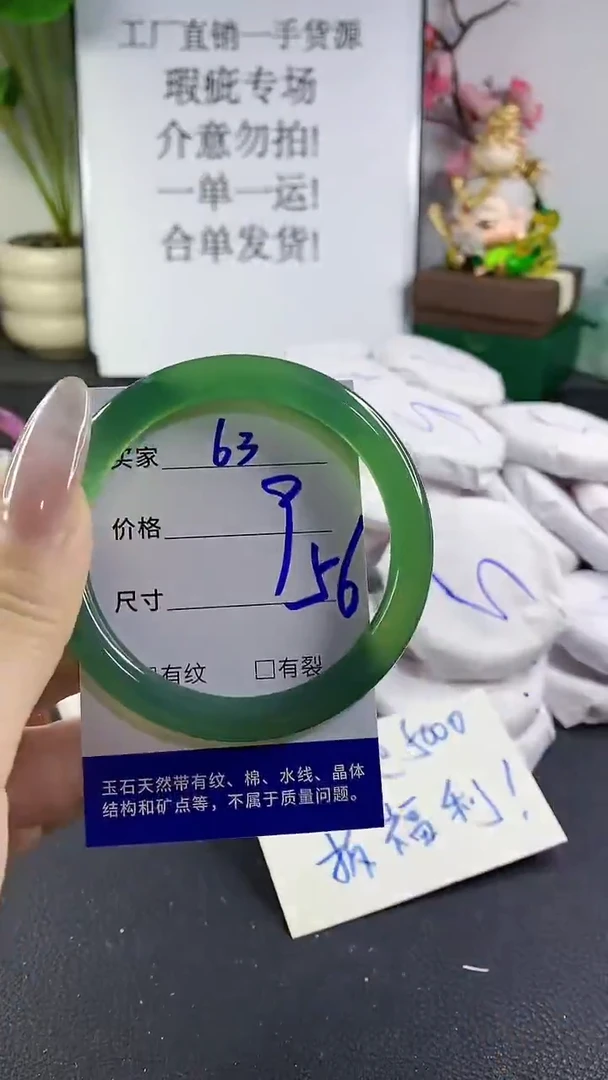 工厂直销一手货源
瑕疵专场
介意勿拍!
一单一运!
合单发货!
买家 63
价格 9
尺寸 56
有纹 □有裂
玉石天然带有纹、棉、水线、晶体
结构和矿点等，不属于质量问题。
5000
拆福利!